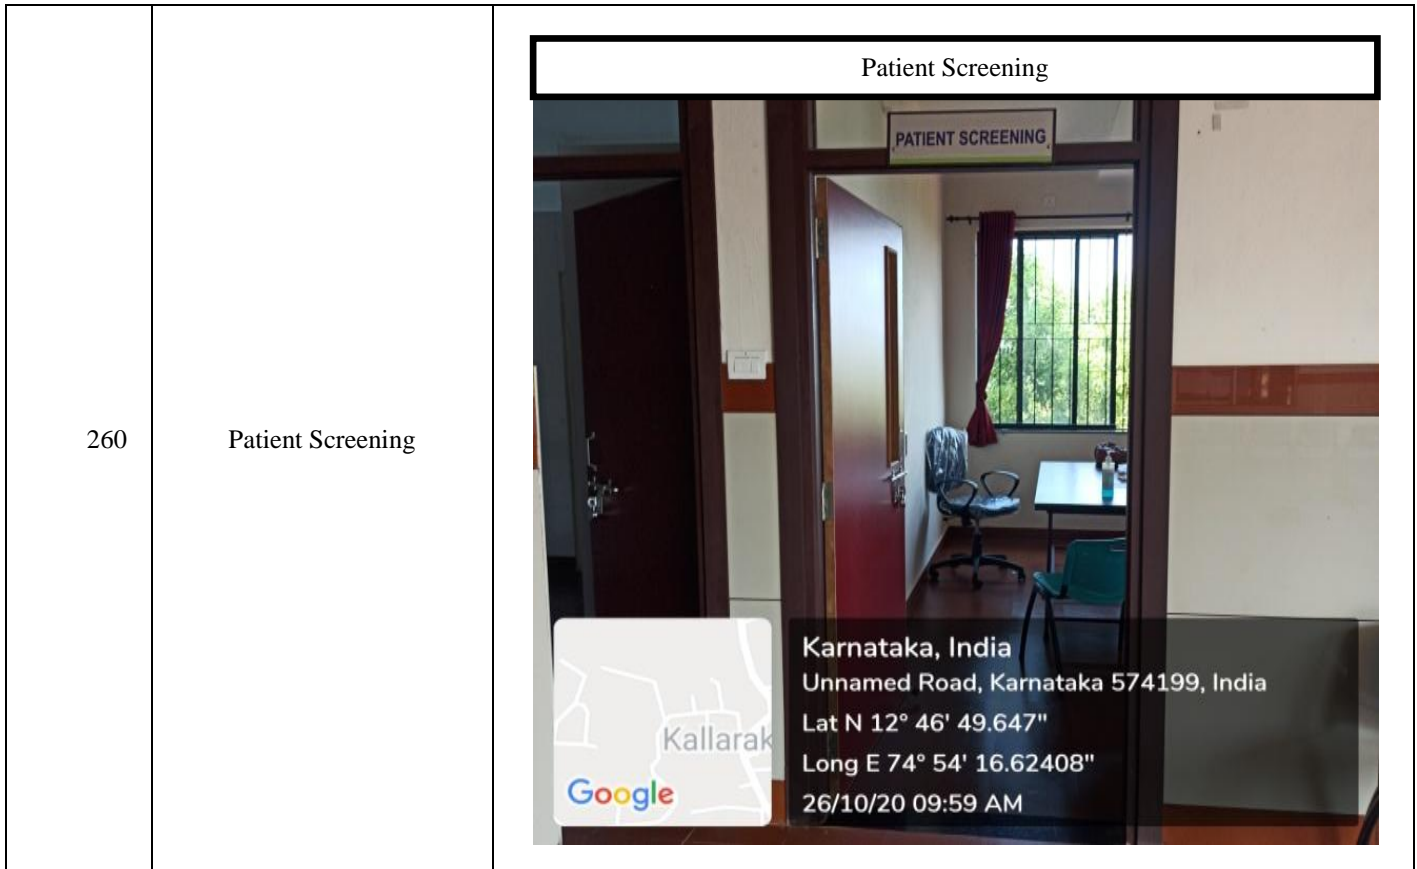 260
Patient Screening
Patient Screening
PATIENT SCREENING
Kallarak
Google
Karnataka, India
Unnamed Road, Karnataka 574199, India
Lat N 12° 46' 49.647"
Long E 74° 54' 16.62408"
26/10/20 09:59 AM